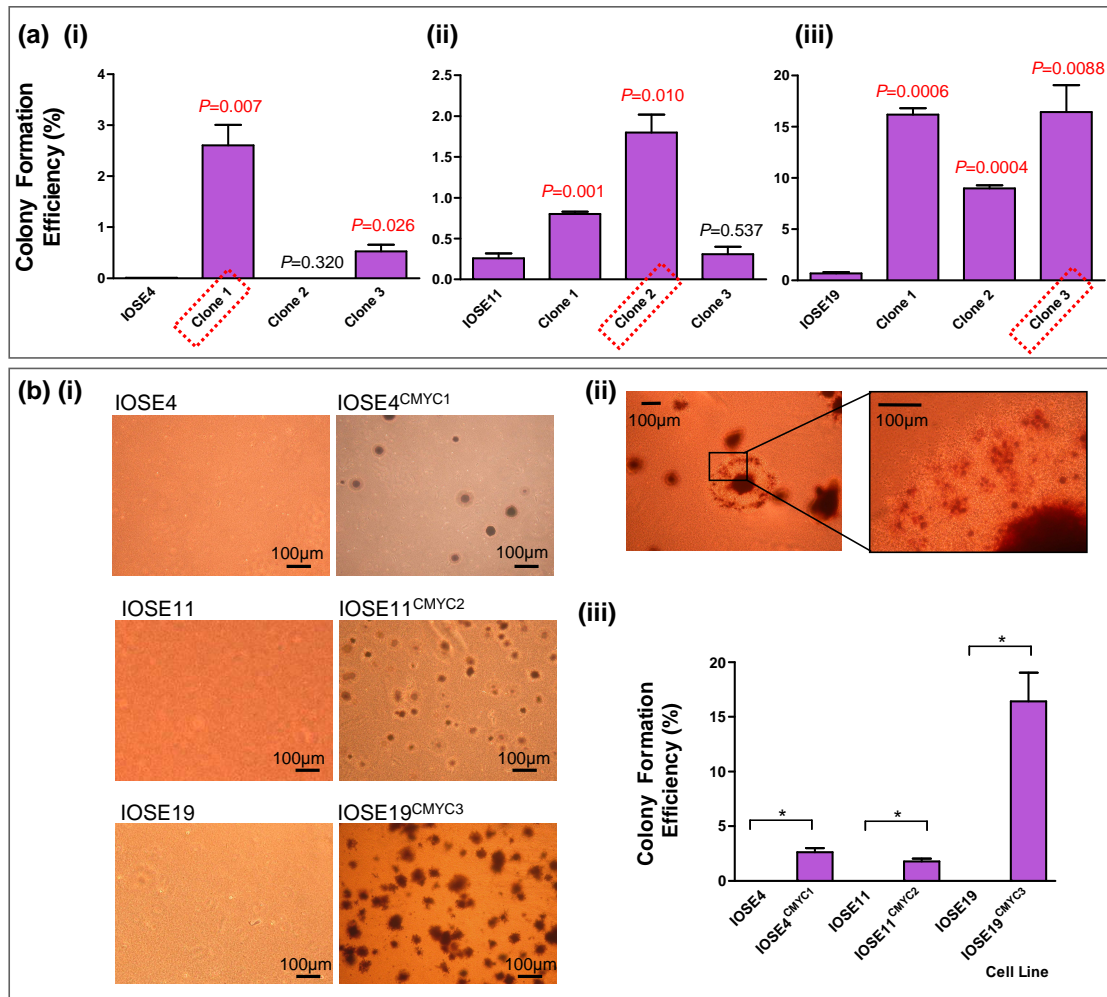 (a) (i)
(ii)
(iii)
Colony Formation
Efficiency (%)
4
3
2
1
0
P=0.007
P=0.320
P=0.026
IOSE4
Clone 1
Clone 2
Clone 3
2.5
2.0
1.5
1.0
0.5
0.0
P=0.001
P=0.010
P=0.537
IOSE11
Clone 1
Clone 2
Clone 3
20
15
10
5
0
P=0.0006
P=0.0004
P=0.0088
IOSE19
Clone 1
Clone 2
Clone 3
(b) (i)
IOSE4
IOSE4CMYC1
100µm
100µm
IOSE11
IOSE11CMYC2
100µm
100µm
IOSE19
IOSE19CMYC3
100µm
100µm
(ii)
100µm
100µm
(iii)
Colony Formation
Efficiency (%)
20
15
10
5
0
*
*
*
IOSE4
IOSE4CMYC1
IOSE11
IOSE11CMYC2
IOSE19
IOSE19CMYC3
Cell Line